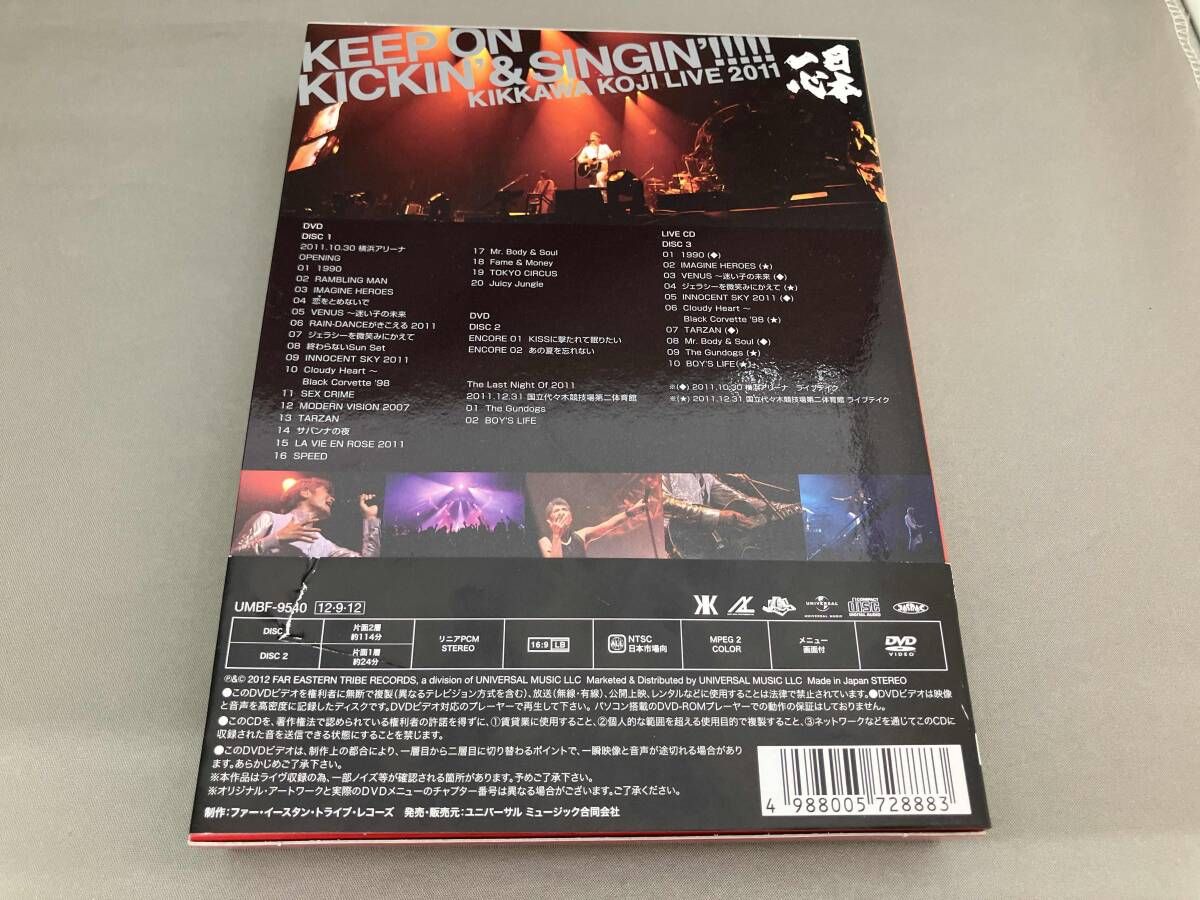 KEEP ON
KICKIN'&SINGIN'!!!!!
KIKKAWA KOJI LIVE 2011
日本一心
DVD
DISC 1
2011.10.30 横浜アリーナ
OPENING
01 1990
02 RAMBLING MAN
03 IMAGINE HEROES
04 恋をとめないで
05 VENUS 〜迷い子の未来
06 RAIN-DANCEがきこえる 2011
07 ジェラシーを微笑みにかえて
08 終わらないSun Set
09 INNOCENT SKY 2011
10 Cloudy Heart 〜
Black Corvette '98
11 SEX CRIME
12 MODERN VISION 2007
13 TARZAN
14 サバンナの夜
15 LA VIE EN ROSE 2011
16 SPEED
17 Mr. Body & Soul
18 Fame & Money
19 TOKYO CIRCUS
20 Juicy Jungle
DVD
DISC 2
ENCORE 01 KISSに撃たれて眠りたい
ENCORE 02 あの夏を忘れない
The Last Night Of 2011
2011.12.31 国立代々木競技場第二体育館
01 The Gundogs
02 BOY'S LIFE
LIVE CD
DISC 3
01 1990 (◆)
02 IMAGINE HEROES (★)
03 VENUS 〜迷い子の未来 (◆)
04 ジェラシーを微笑みにかえて (★)
05 INNOCENT SKY 2011 (◆)
06 Cloudy Heart 〜
Black Corvette '98 (★)
07 TARZAN (◆)
08 Mr. Body & Soul (◆)
09 The Gundogs (★)
10 BOY'S LIFE(★)
※(◆) 2011.10.30 横浜アリーナ ライブテイク
※(★) 2011.12.31 国立代々木競技場第二体育館 ライブテイク
UMBF-9540 12・9・12
UNIVERSAL
UNIVERSAL MUSIC
COMPACT
disc
DIGITAL AUDIO
DISC 1
片面2層
約114分
DISC 2
片面1層
約24分
リニアPCM
STEREO
16:9 LB
ALL
NTSC
日本市場向
MPEG 2
COLOR
メニュー
画面付
DVD
VIDEO
℗&© 2012 FAR EASTERN TRIBE RECORDS, a division of UNIVERSAL MUSIC LLC Marketed & Distributed by UNIVERSAL MUSIC LLC Made in Japan STEREO
●このDVDビデオを権利者に無断で複製(異なるテレビジョン方式を含む)、放送(無線・有線)、公開上映、レンタルなどに使用することは法律で禁止されています。●DVDビデオは映像
と音声を高密度に記録したディスクです。DVDビデオ対応のプレーヤーで再生して下さい。パソコン搭載のDVD-ROMプレーヤーでの動作の保証はしておりません。
●このCDを、著作権法で認められている権利者の許諾を得ずに、①賃貸業に使用すること、②個人的な範囲を超える使用目的で複製すること、③ネットワークなどを通じてこのCDに
収録された音を送信できる状態にすることを禁じます。
●このDVDビデオは、制作上の都合により、一層目から二層目に切り替わるポイントで、一瞬映像と音声が途切れる場合があり
ます。あらかじめご了承下さい。
※本作品はライヴ収録の為、一部ノイズ等が確認される箇所があります。予めご了承下さい。
※オリジナル・アートワークと実際のDVDメニューのチャプター番号は異なる場合がございます。ご了承ください。
制作:ファー・イースタン・トライブ・レコーズ 発売・販売元:ユニバーサル ミュージック合同会社
4 988005 728883